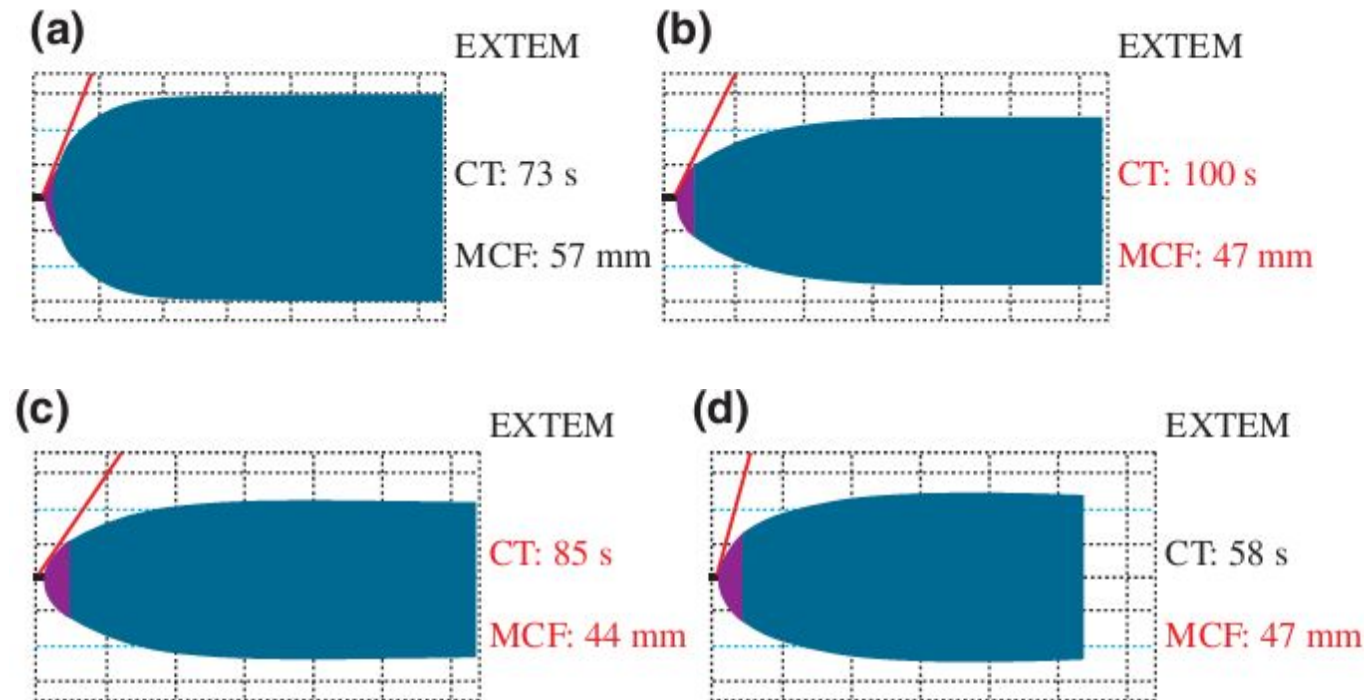 (a)
EXTEM
CT: 73 s
MCF: 57 mm
(b)
EXTEM
CT: 100 s
MCF: 47 mm
(c)
EXTEM
CT: 85 s
MCF: 44 mm
(d)
EXTEM
CT: 58 s
MCF: 47 mm